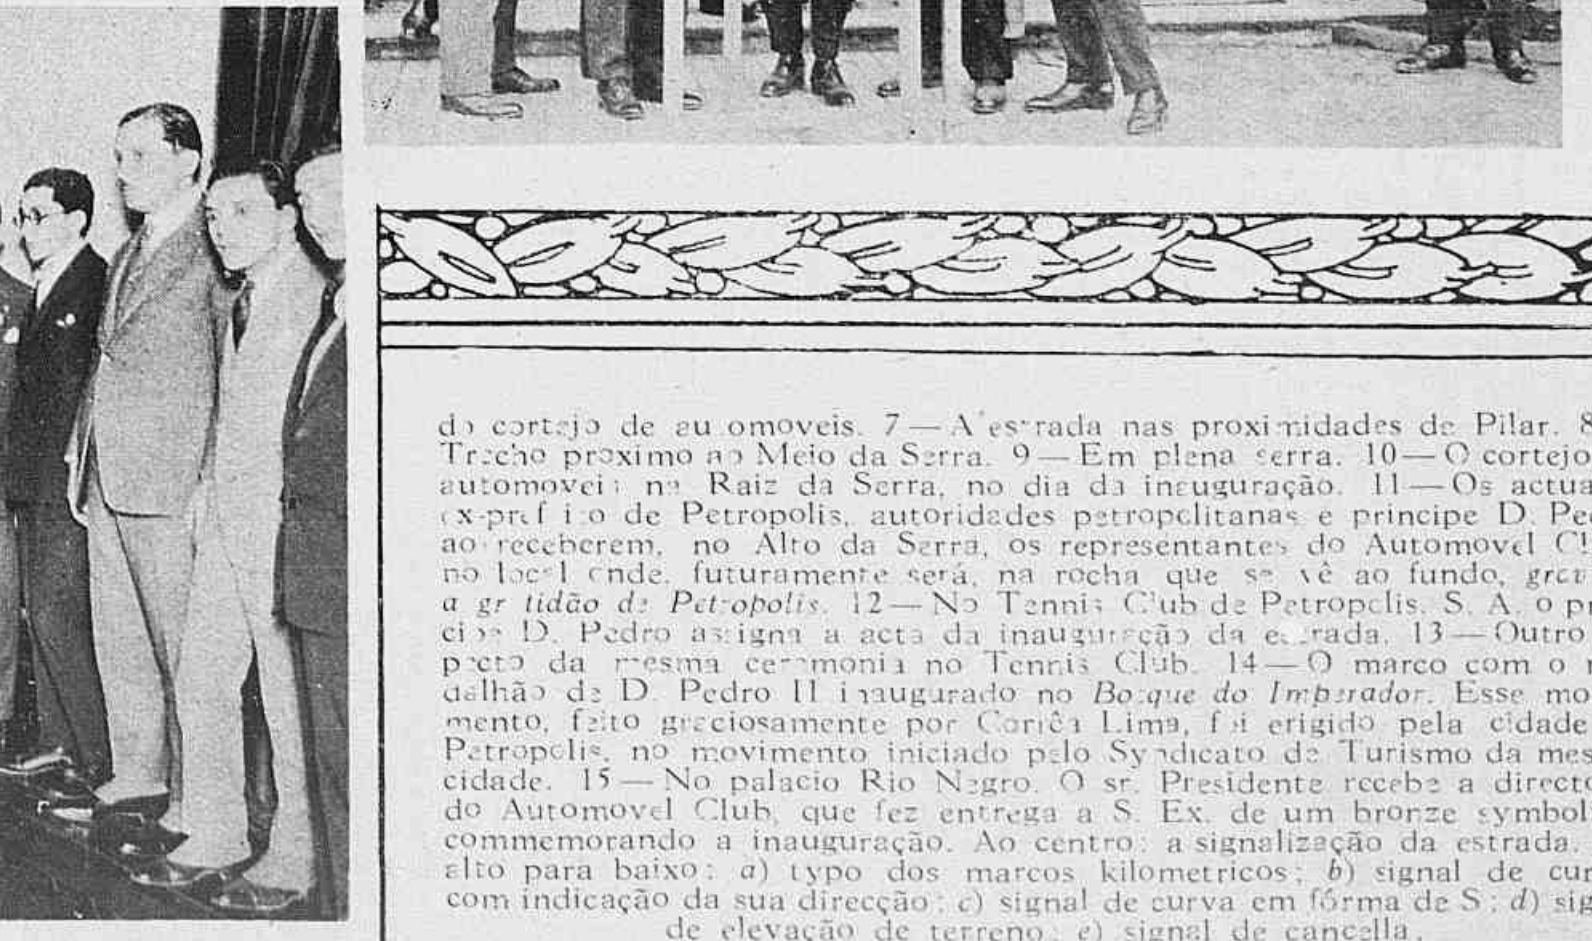 do cortejo de au omoveis. 7 — A estrada nas proximidades de Pilar. 8
Trecho proximo ao Meio da Serra. 9 — Em plena serra. 10 — O cortejo
automoveis na Raiz da Serra, no dia da inauguração. 11 — Os actua
ex-prefeito de Petropolis, autoridades petropolitanas e principe D. Pe
ao receberem, no Alto da Serra, os representantes do Automovel Cl
no local onde, futuramente será, na rocha que se vê ao fundo,
a gratidão de Petropolis. 12 — No Tennis Club de Petropolis. S. A. o p
cipe D. Pedro assigna a acta da inauguração da estrada. 13 — Outro
pecto da mesma ceremonia no Tennis Club. 14 — O marco com o
dalhão de D. Pedro II inaugurado no Bosque do Imperador. Esse mo
mento, feito graciosamente por Corrêa Lima, foi erigido pela cidade
Petropolis, no movimento iniciado pelo Syndicato de Turismo da mes
cidade. 15 — No palacio Rio Negro. O sr. Presidente recebe a direct
do Automovel Club, que fez entrega a S. Ex. de um bronze symbol
commemorando a inauguração. Ao centro: a signalização da estrada.
alto para baixo: a) typo dos marcos kilometricos; b) signal de cur
com indicação da sua direcção; c) signal de curva em fórma de S; d) sig
de elevação de terreno; e) signal de cancella.